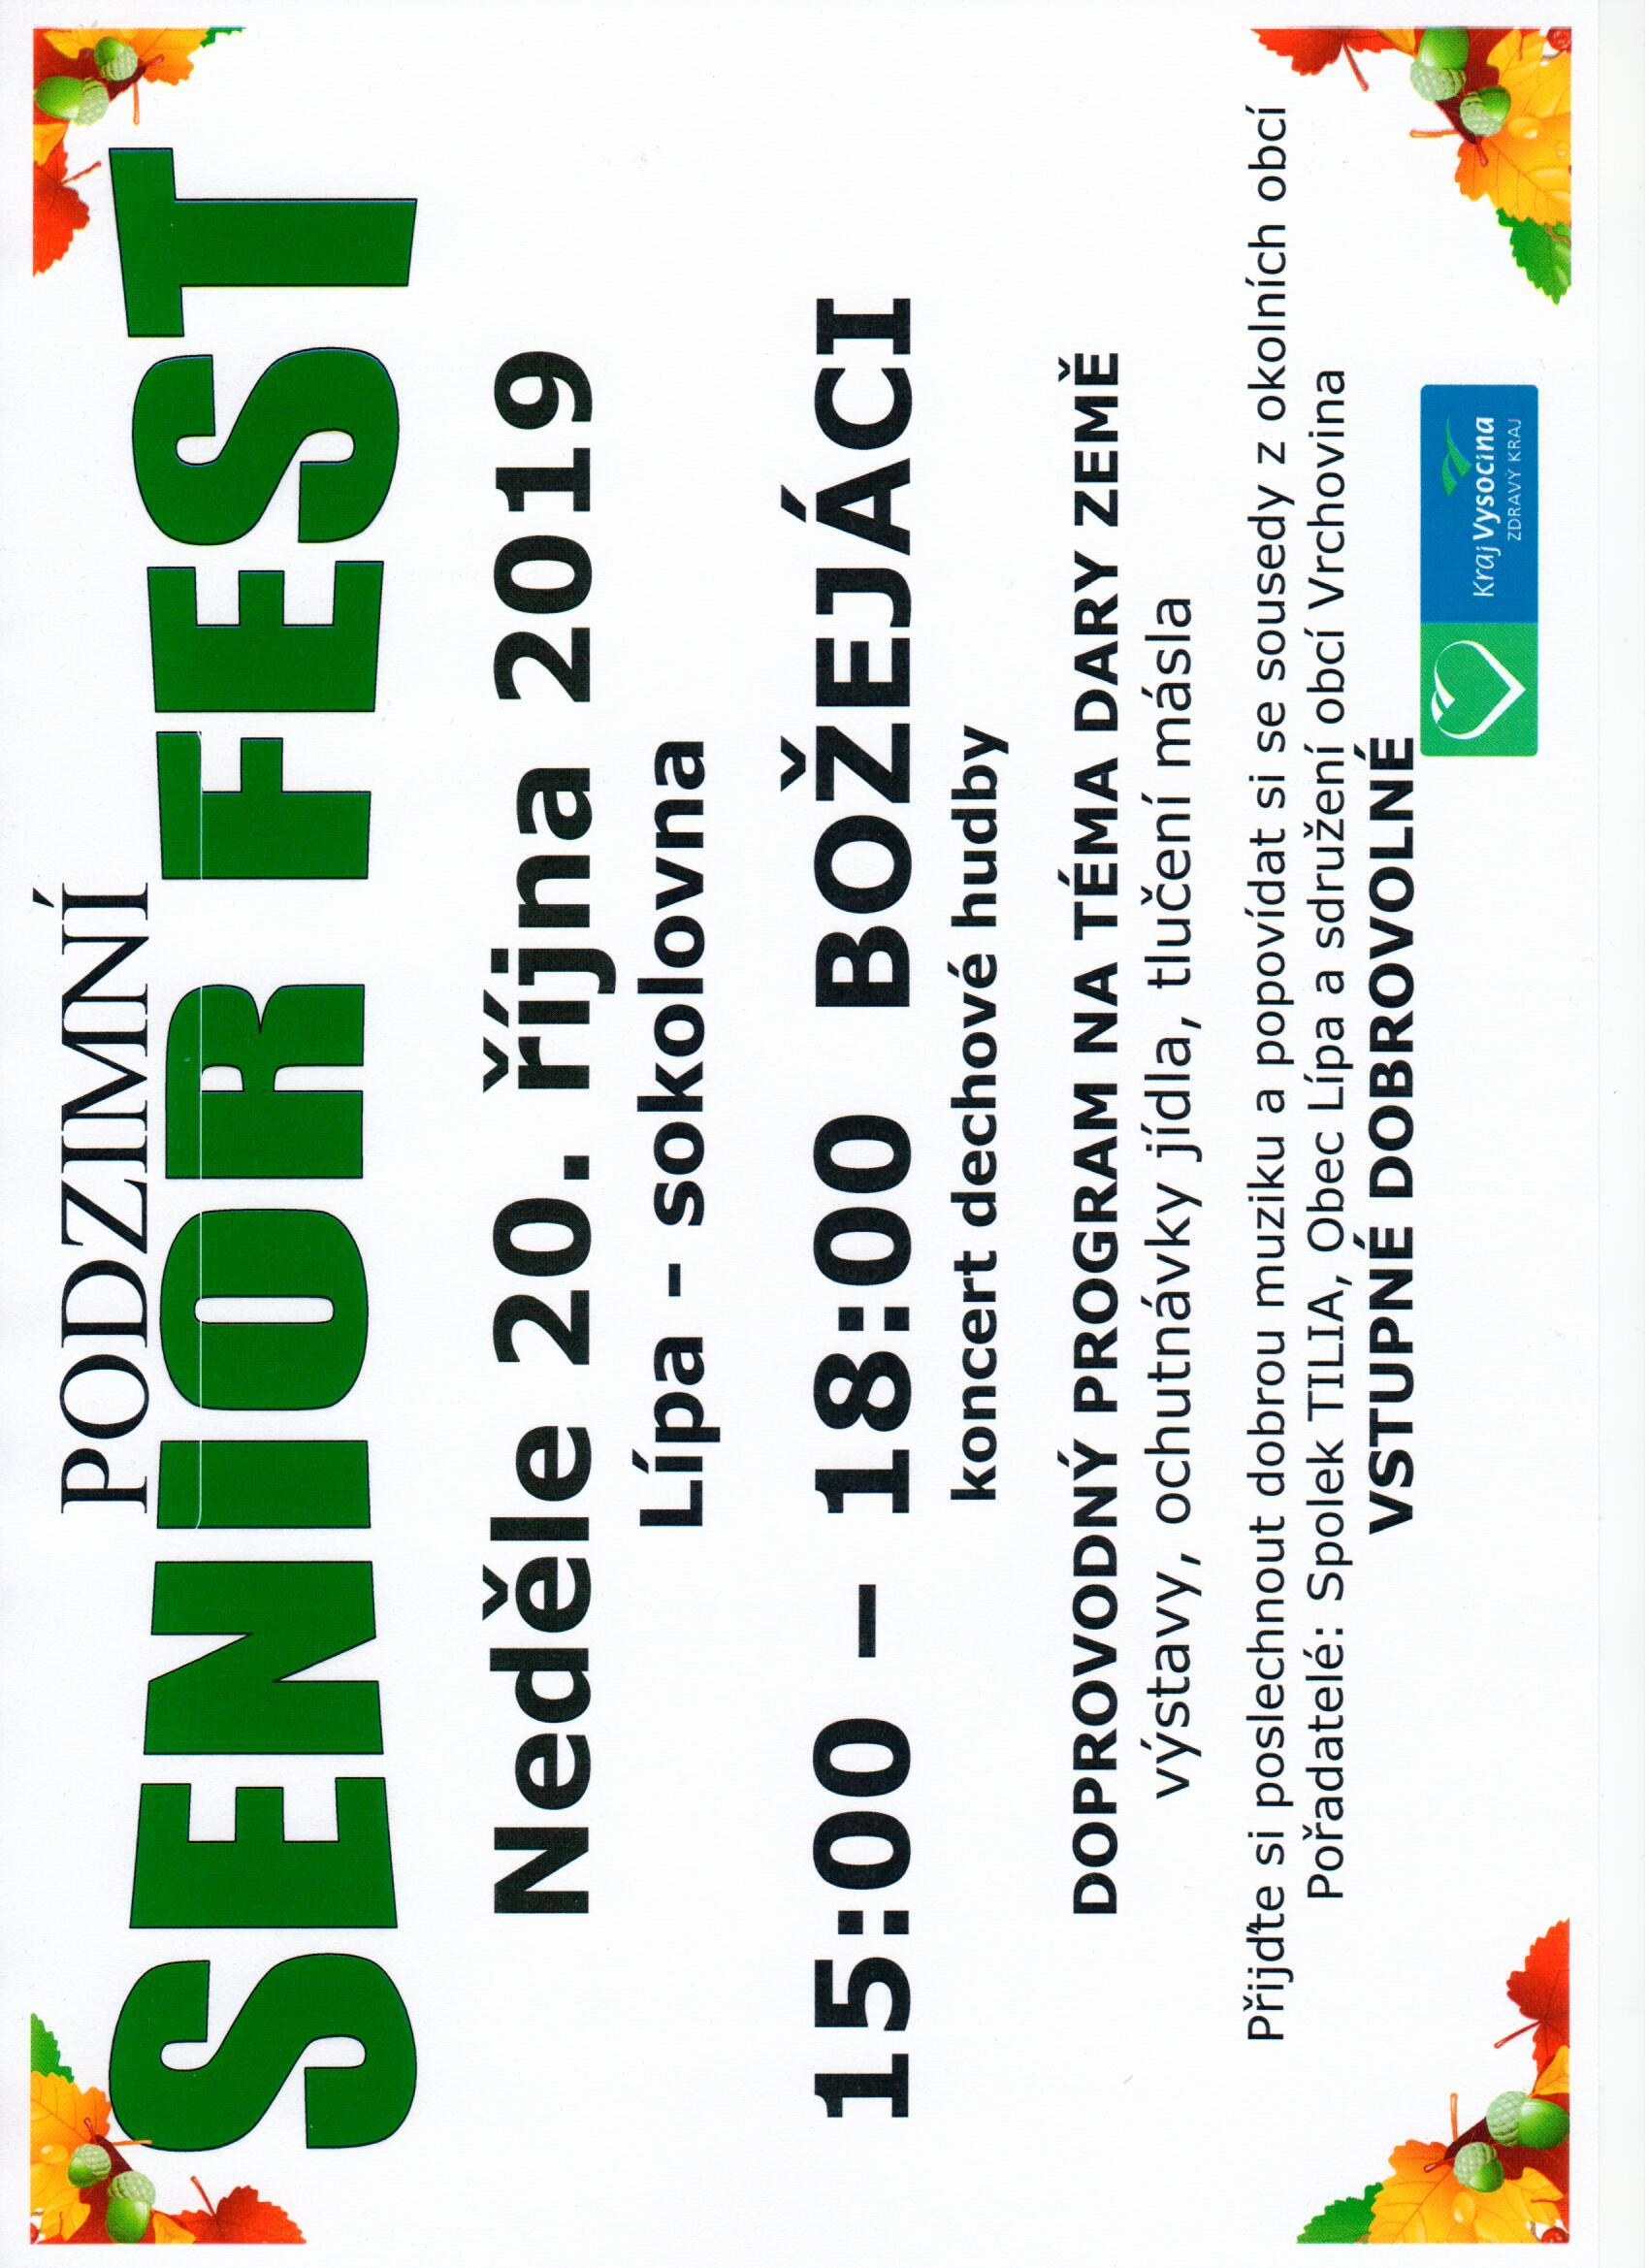 PODZIMNÍ
SENIOR FEST
Neděle 20. října 2019
Lípa - sokolovna
15:00 – 18:00 BOŽEJÁCI
koncert dechové hudby
DOPROVODNÝ PROGRAM NA TÉMA DARY ZEMĚ
výstavy, ochutnávky jídla, tlučení másla
Přijďte si poslechnout dobrou muziku a popovídat si se sousedy z okolních obcí
Pořadatelé: Spolek TILIA, Obec Lípa a sdružení obcí Vrchovina
VSTUPNÉ DOBROVOLNÉ
Kraj Vysočina
ZDRAVÝ KRAJ